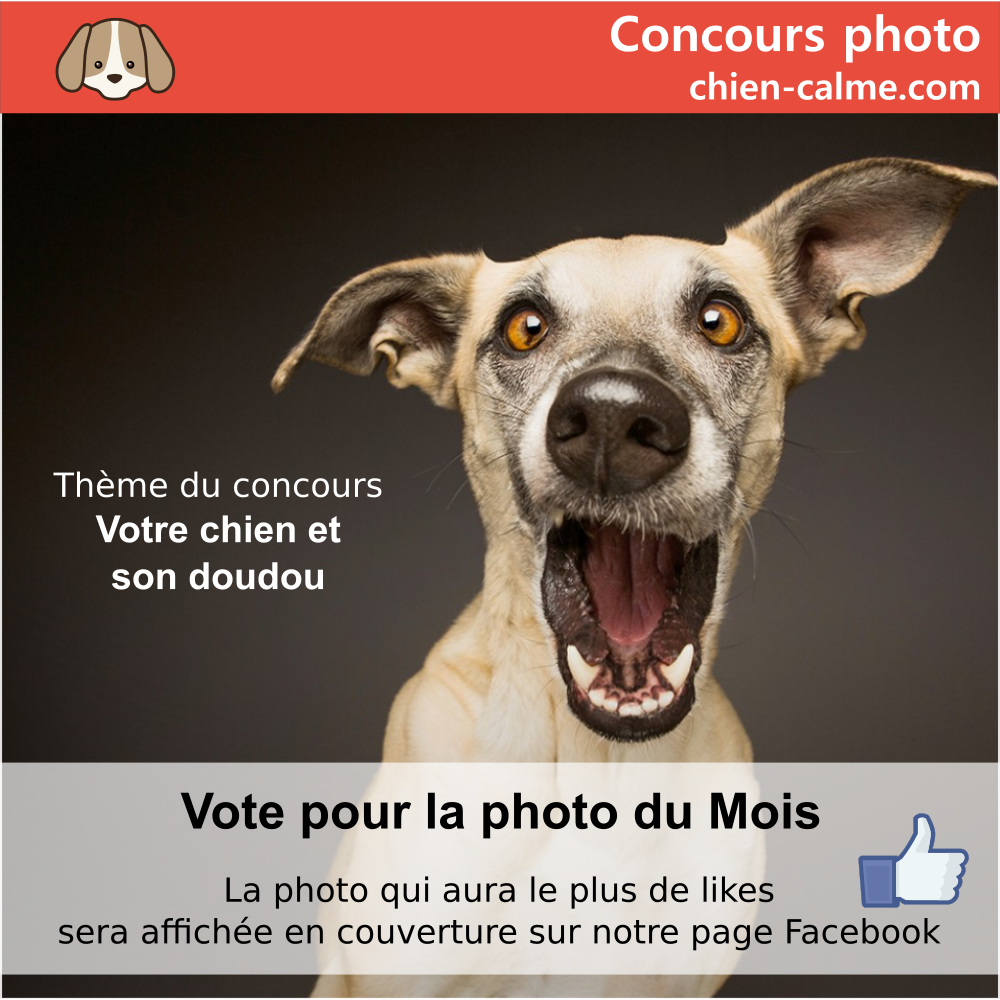 Concours photo
chien-calme.com
Thème du concours
Votre chien et
son doudou
Vote pour la photo du Mois
La photo qui aura le plus de likes
sera affichée en couverture sur notre page Facebook